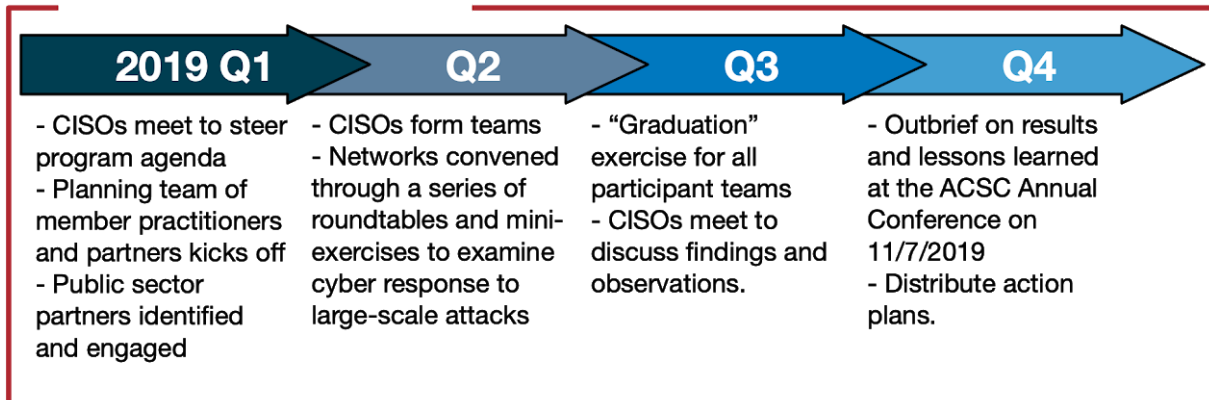 2019 Q1
- CISOs meet to steer
program agenda
- Planning team of
member practitioners
and partners kicks off
- Public sector
partners identified
and engaged
Q2
- CISOs form teams
- Networks convened
through a series of
roundtables and mini-
exercises to examine
cyber response to
large-scale attacks
Q3
- “Graduation”
exercise for all
participant teams
- CISOs meet to
discuss findings and
observations.
Q4
- Outbrief on results
and lessons learned
at the ACSC Annual
Conference on
11/7/2019
- Distribute action
plans.